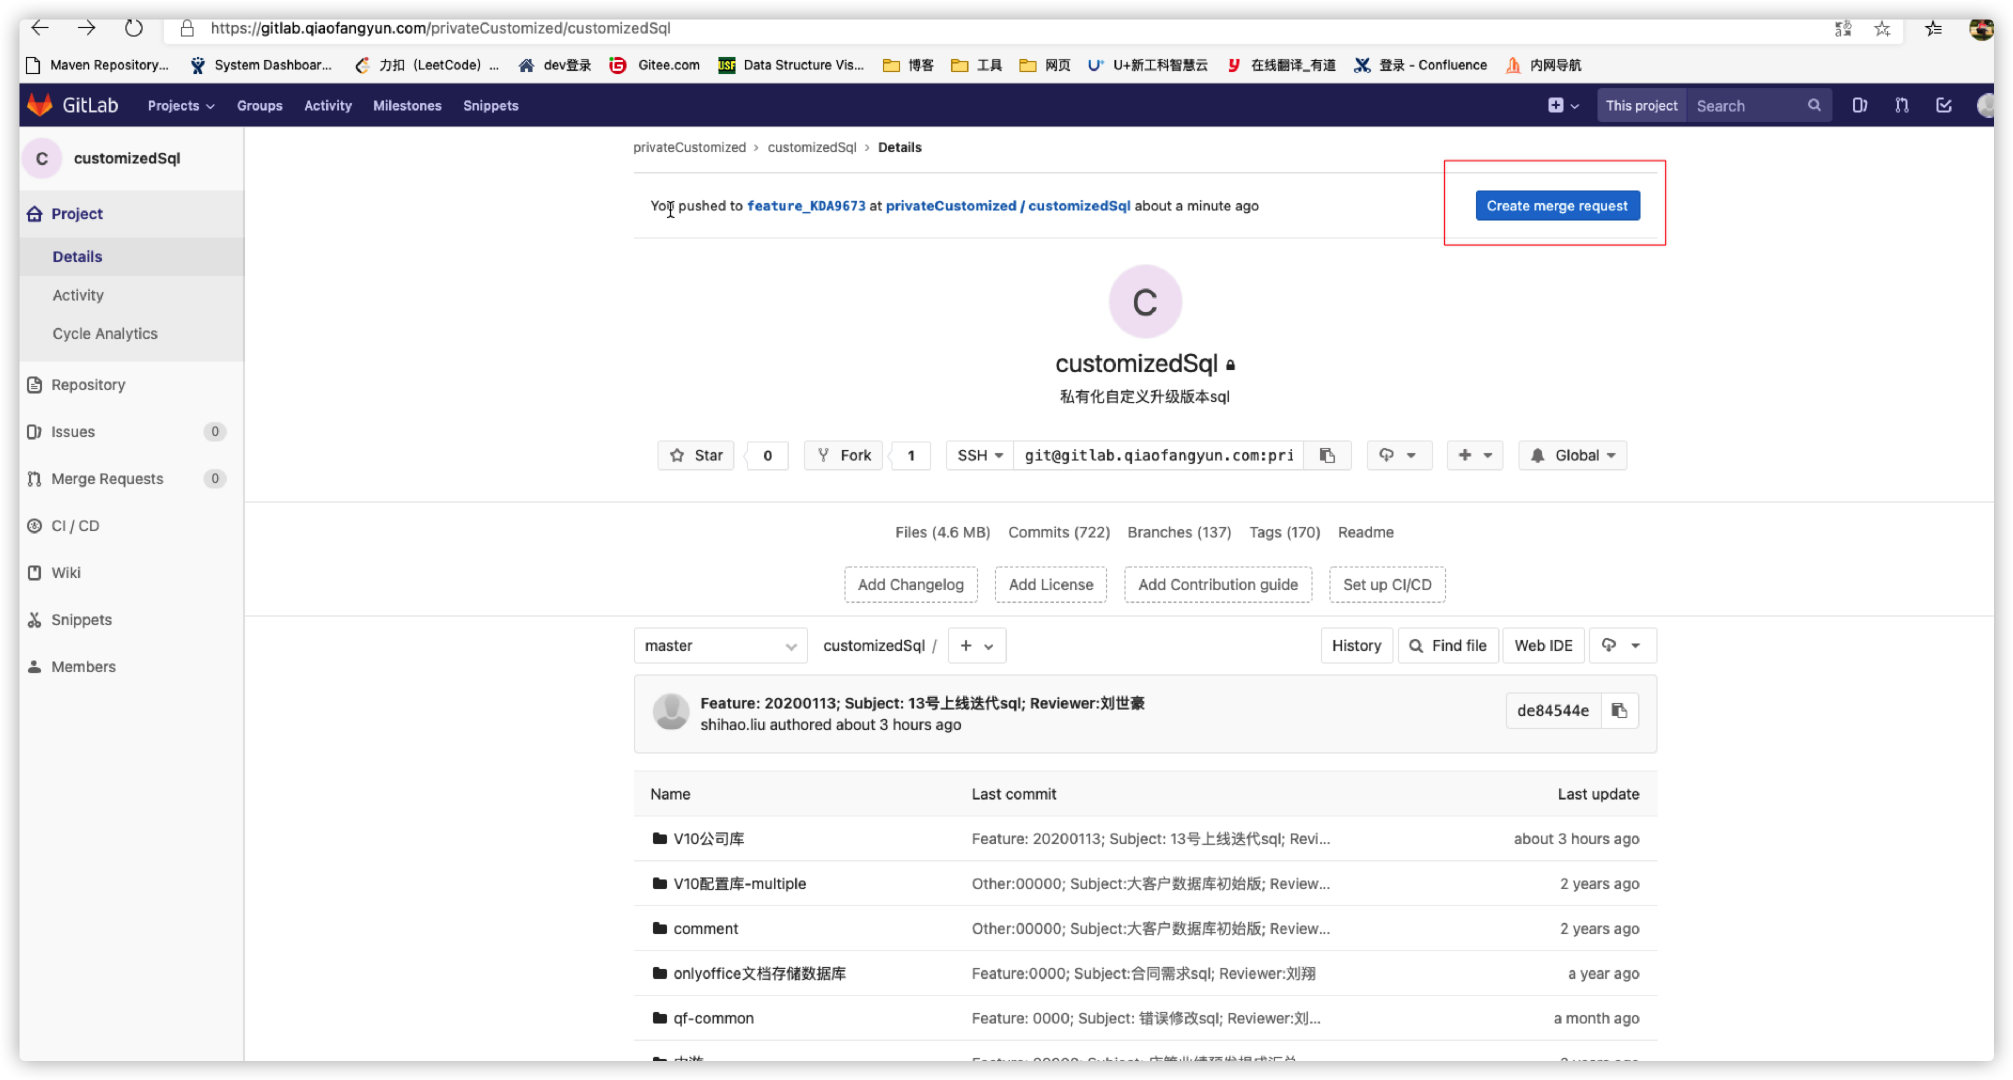 https://gitlab.qiaofangyun.com/privateCustomized/customizedSql
Maven Repository... System Dashboar... 力扣（LeetCode）... dev登录 Gitee.com Data Structure Vis... 博客 工具 网页 U+新工科智慧云 在线翻译_有道 登录 - Confluence 内网导航
GitLab Projects Groups Activity Milestones Snippets This project Search
C customizedSql
privateCustomized > customizedSql > Details
You pushed to feature_KDA9673 at privateCustomized / customizedSql about a minute ago Create merge request
Project
Details
Activity
Cycle Analytics
Repository
Issues 0
Merge Requests 0
CI / CD
Wiki
Snippets
Members
C
customizedSql
私有化自定义升级版本sql
Star 0 Fork 1 SSH git@gitlab.qiaofangyun.com:pri Global
Files (4.6 MB) Commits (722) Branches (137) Tags (170) Readme
Add Changelog Add License Add Contribution guide Set up CI/CD
master customizedSql / + History Find file Web IDE
Feature: 20200113; Subject: 13号上线迭代sql; Reviewer:刘世豪
shihao.liu authored about 3 hours ago
de84544e
Name Last commit Last update
V10公司库 Feature: 20200113; Subject: 13号上线迭代sql; Revi... about 3 hours ago
V10配置库-multiple Other:00000; Subject:大客户数据库初始版; Review... 2 years ago
comment Other:00000; Subject:大客户数据库初始版; Review... 2 years ago
onlyoffice文档存储数据库 Feature:0000; Subject:合同需求sql; Reviewer:刘翔 a year ago
qf-common Feature: 0000; Subject: 错误修改sql; Reviewer:刘... a month ago